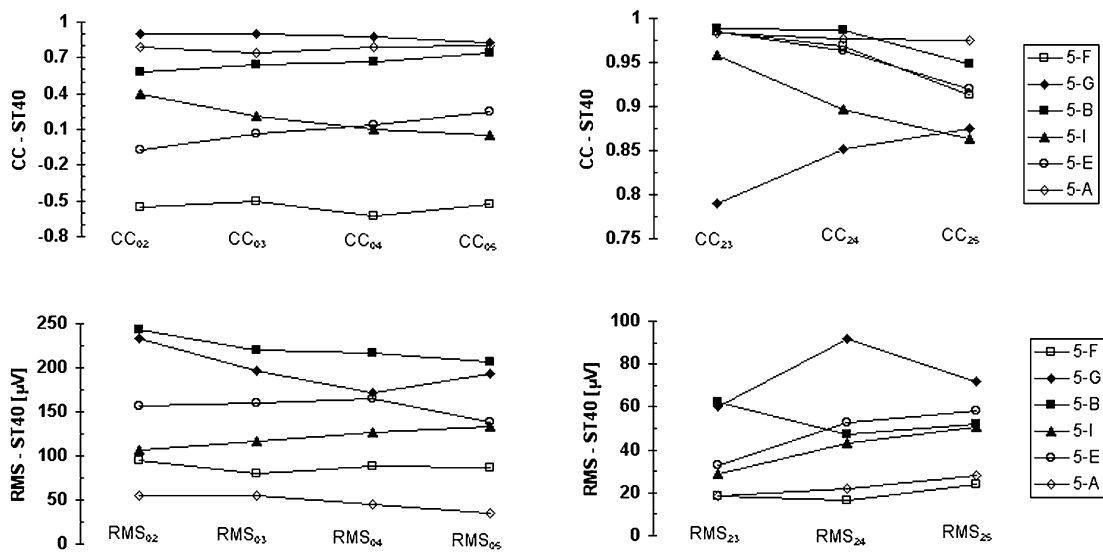 1
0.7
0.4
0.1
-0.2
-0.5
-0.8
CC - ST40
CC₀₂ CC₀₃ CC₀₄ CC₀₅
1
0.95
0.9
0.85
0.8
0.75
CC - ST40
CC₂₃ CC₂₄ CC₂₅
5-F
5-G
5-B
5-I
5-E
5-A
250
200
150
100
50
0
RMS - ST40 [µV]
RMS₀₂ RMS₀₃ RMS₀₄ RMS₀₅
100
80
60
40
20
0
RMS - ST40 [µV]
RMS₂₃ RMS₂₄ RMS₂₅
5-F
5-G
5-B
5-I
5-E
5-A